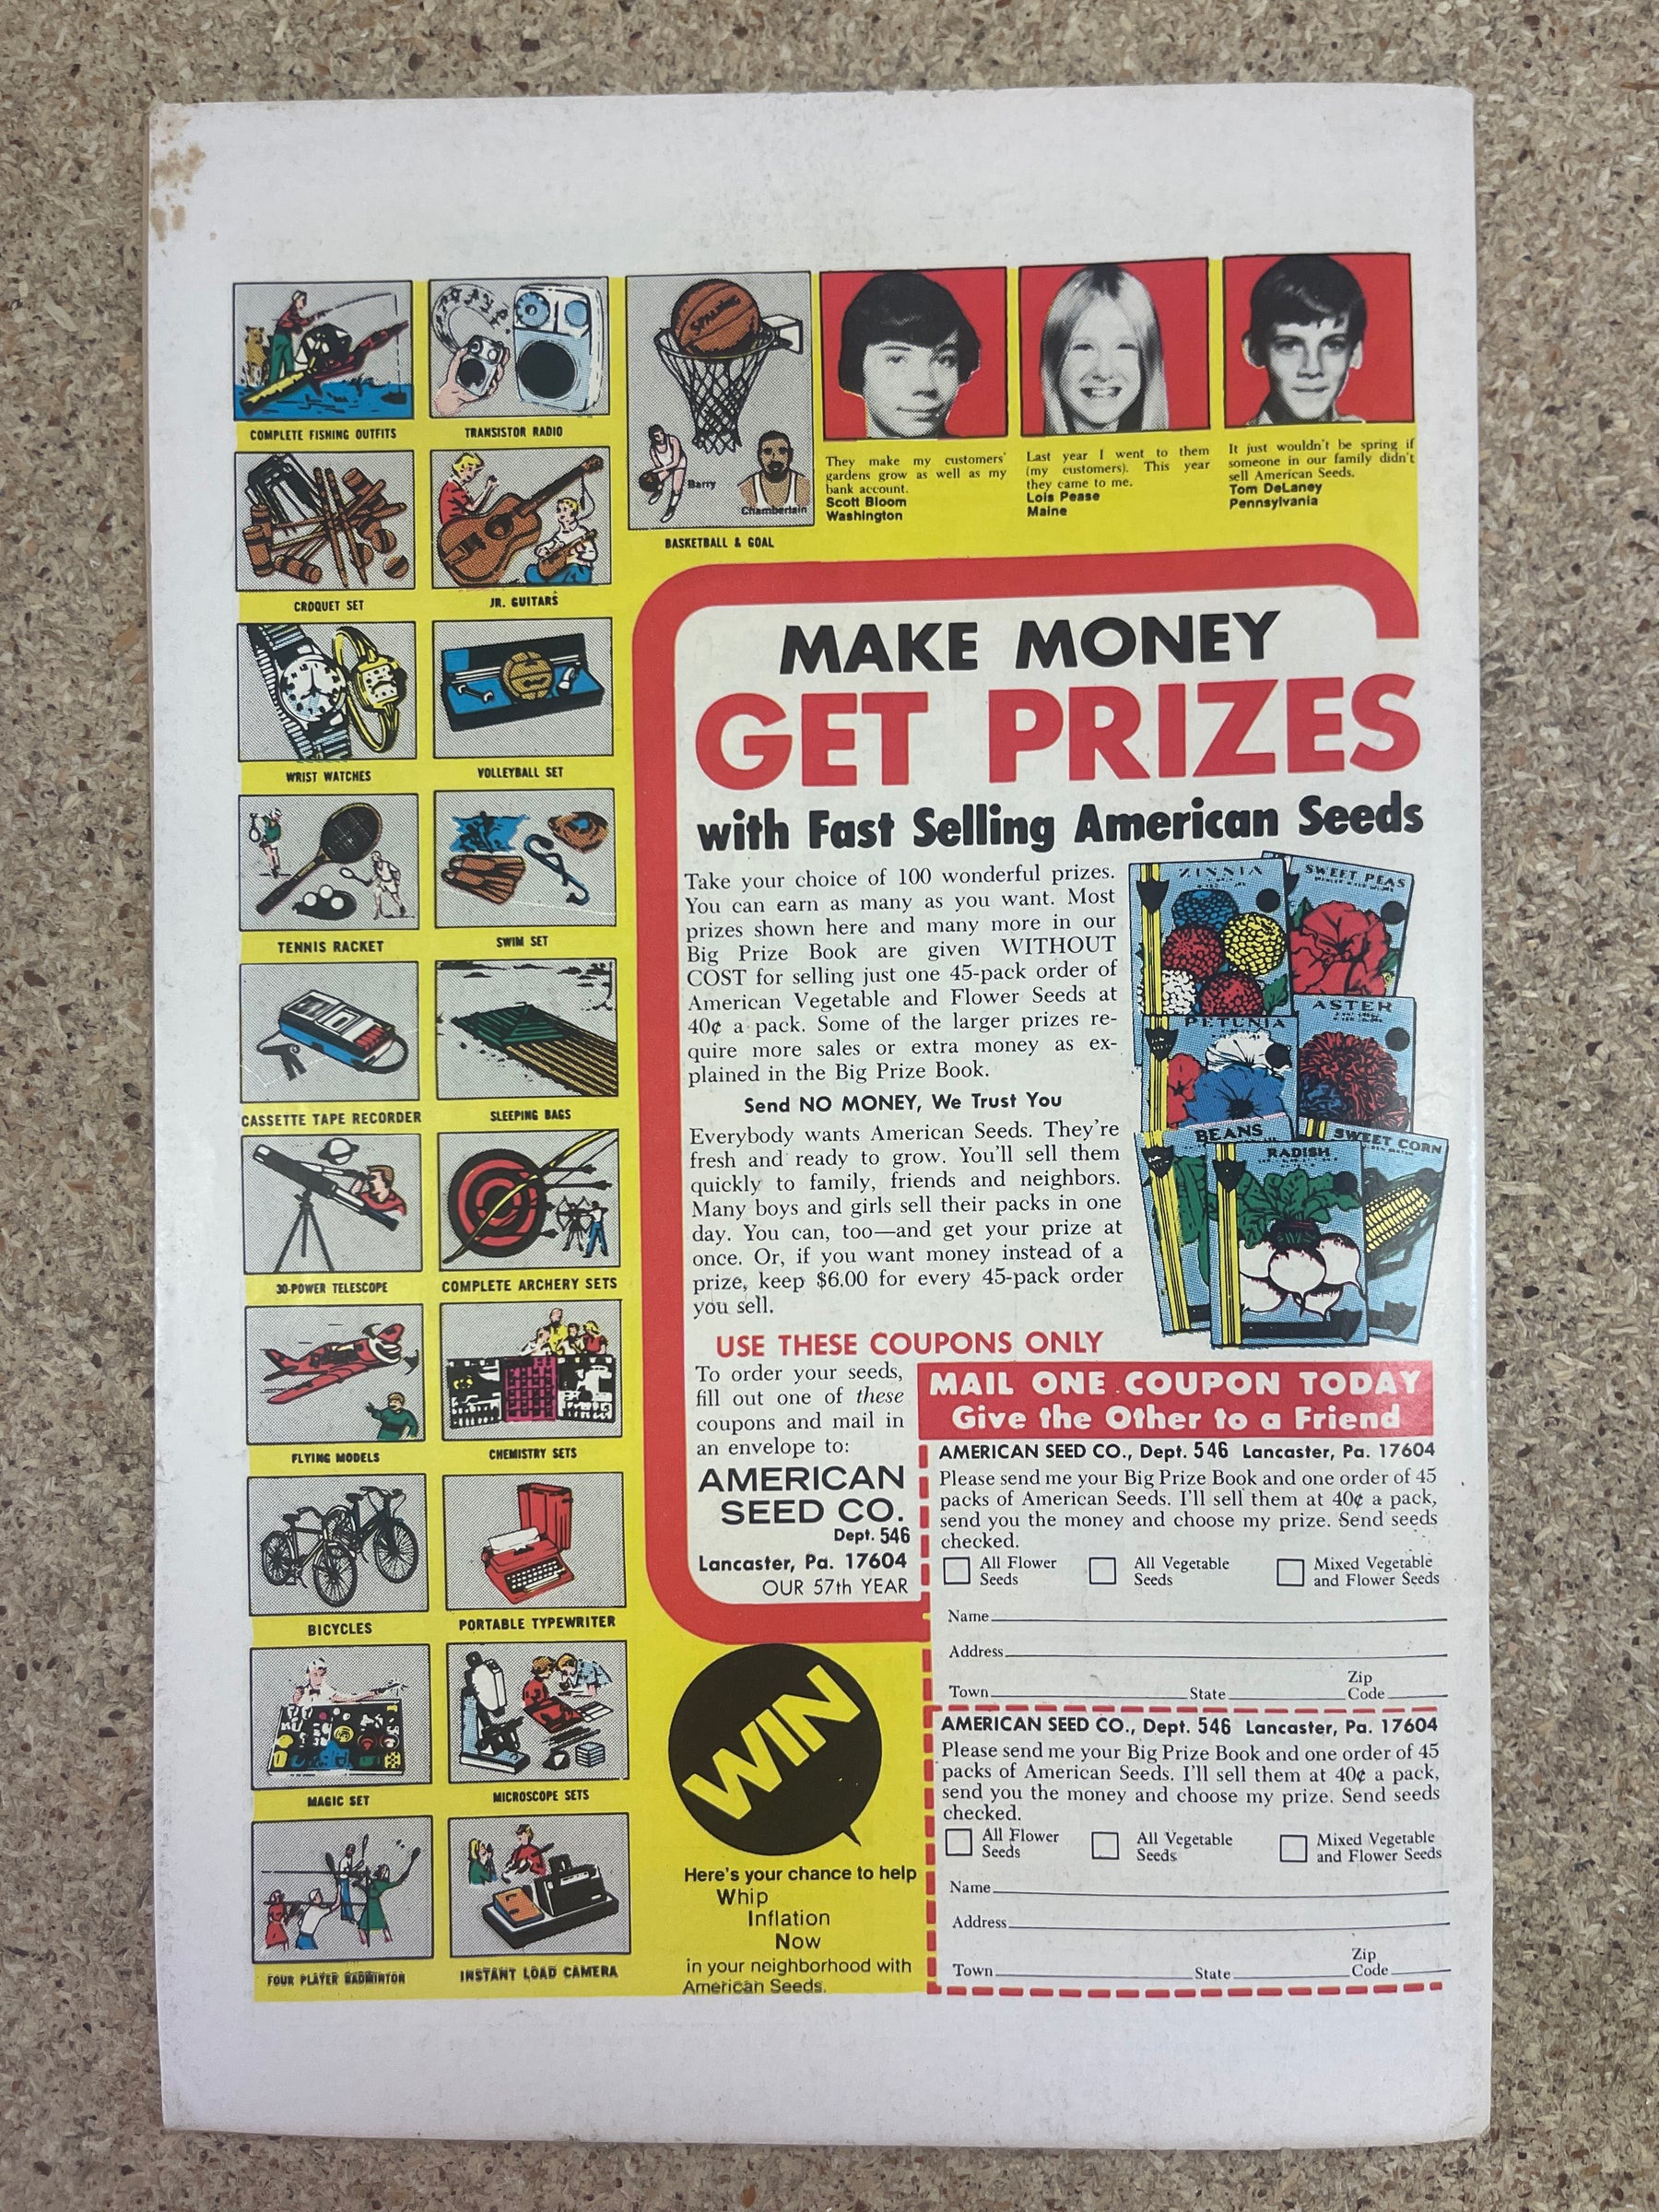 COMPLETE FISHING OUTFITS
TRANSISTOR RADIO
SPALDING
Barry
Chamberlain
BASKETBALL & GOAL
They make my customers'
gardens grow as well as my
bank account.
Scott Bloom
Washington
Last year I went to them
(my customers). This year
they came to me.
Lois Pease
Maine
It just wouldn't be spring if
someone in our family didn't
sell American Seeds.
Tom DeLaney
Pennsylvania
CROQUET SET
JR. GUITARS
WRIST WATCHES
VOLLEYBALL SET
TENNIS RACKET
SWIM SET
CASSETTE TAPE RECORDER
SLEEPING BAGS
30-POWER TELESCOPE
COMPLETE ARCHERY SETS
FLYING MODELS
CHEMISTRY SETS
BICYCLES
PORTABLE TYPEWRITER
MAGIC SET
MICROSCOPE SETS
FOUR PLAYER BADMINTON
INSTANT LOAD CAMERA
MAKE MONEY
GET PRIZES
with Fast Selling American Seeds
Take your choice of 100 wonderful prizes.
You can earn as many as you want. Most
prizes shown here and many more in our
Big Prize Book are given WITHOUT
COST for selling just one 45-pack order of
American Vegetable and Flower Seeds at
40¢ a pack. Some of the larger prizes re-
quire more sales or extra money as ex-
plained in the Big Prize Book.
Send NO MONEY, We Trust You
Everybody wants American Seeds. They're
fresh and ready to grow. You'll sell them
quickly to family, friends and neighbors.
Many boys and girls sell their packs in one
day. You can, too—and get your prize at
once. Or, if you want money instead of a
prize, keep $6.00 for every 45-pack order
you sell.
ZINNIA
SWEET PEAS
PETUNIA
ASTER
BEANS
RADISH
SWEET CORN
USE THESE COUPONS ONLY
To order your seeds,
fill out one of these
coupons and mail in
an envelope to:
AMERICAN
SEED CO.
Dept. 546
Lancaster, Pa. 17604
OUR 57th YEAR
MAIL ONE COUPON TODAY
Give the Other to a Friend
AMERICAN SEED CO., Dept. 546 Lancaster, Pa. 17604
Please send me your Big Prize Book and one order of 45
packs of American Seeds. I'll sell them at 40¢ a pack,
send you the money and choose my prize. Send seeds
checked.
All Flower Seeds
All Vegetable Seeds
Mixed Vegetable and Flower Seeds
Name
Address
Town State Zip Code
AMERICAN SEED CO., Dept. 546 Lancaster, Pa. 17604
Please send me your Big Prize Book and one order of 45
packs of American Seeds. I'll sell them at 40¢ a pack,
send you the money and choose my prize. Send seeds
checked.
All Flower Seeds
All Vegetable Seeds
Mixed Vegetable and Flower Seeds
Name
Address
Town State Zip Code
WIN
Here's your chance to help
Whip
Inflation
Now
in your neighborhood with
American Seeds.